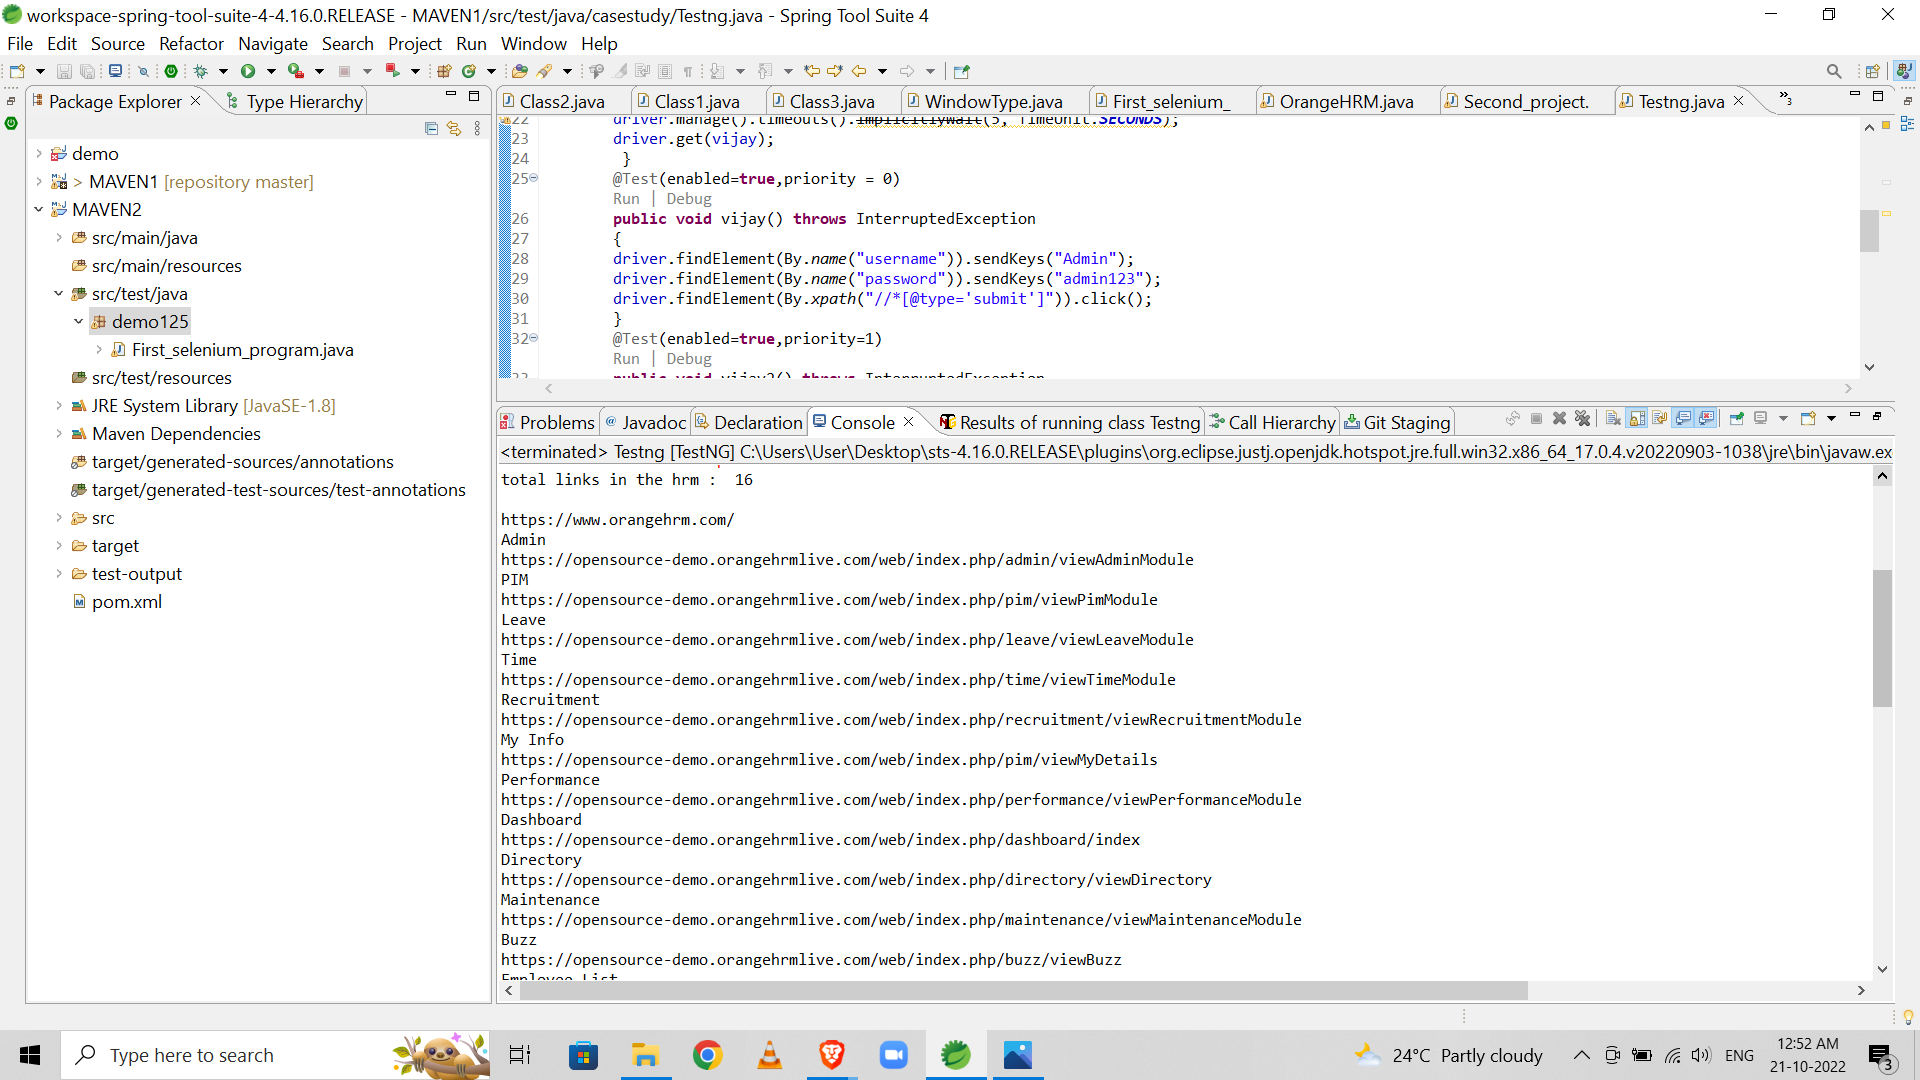 workspace-spring-tool-suite-4-4.16.0.RELEASE - MAVEN1/src/test/java/casestudy/Testng.java - Spring Tool Suite 4
File Edit Source Refactor Navigate Search Project Run Window Help
Package Explorer
Type Hierarchy
demo
> MAVEN1 [repository master]
MAVEN2
src/main/java
src/main/resources
src/test/java
demo125
First_selenium_program.java
src/test/resources
JRE System Library [JavaSE-1.8]
Maven Dependencies
target/generated-sources/annotations
target/generated-test-sources/test-annotations
src
target
test-output
pom.xml
Class2.java Class1.java Class3.java WindowType.java First_selenium_ OrangeHRM.java Second_project. Testng.java »3
22 driver.manage().timeouts().implicitlyWait(5, TimeUnit.SECONDS);
23 driver.get(vijay);
24 }
25 @Test(enabled=true,priority = 0)
Run | Debug
26 public void vijay() throws InterruptedException
27 {
28 driver.findElement(By.name("username")).sendKeys("Admin");
29 driver.findElement(By.name("password")).sendKeys("admin123");
30 driver.findElement(By.xpath("//*[@type='submit']")).click();
31 }
32 @Test(enabled=true,priority=1)
Run | Debug
33 public void vijay2() throws InterruptedException
Problems Javadoc Declaration Console Results of running class Testng Call Hierarchy Git Staging
<terminated> Testng [TestNG] C:\Users\User\Desktop\sts-4.16.0.RELEASE\plugins\org.eclipse.justj.openjdk.hotspot.jre.full.win32.x86_64_17.0.4.v20220903-1038\jre\bin\javaw.ex
total links in the hrm : 16
https://www.orangehrm.com/
Admin
https://opensource-demo.orangehrmlive.com/web/index.php/admin/viewAdminModule
PIM
https://opensource-demo.orangehrmlive.com/web/index.php/pim/viewPimModule
Leave
https://opensource-demo.orangehrmlive.com/web/index.php/leave/viewLeaveModule
Time
https://opensource-demo.orangehrmlive.com/web/index.php/time/viewTimeModule
Recruitment
https://opensource-demo.orangehrmlive.com/web/index.php/recruitment/viewRecruitmentModule
My Info
https://opensource-demo.orangehrmlive.com/web/index.php/pim/viewMyDetails
Performance
https://opensource-demo.orangehrmlive.com/web/index.php/performance/viewPerformanceModule
Dashboard
https://opensource-demo.orangehrmlive.com/web/index.php/dashboard/index
Directory
https://opensource-demo.orangehrmlive.com/web/index.php/directory/viewDirectory
Maintenance
https://opensource-demo.orangehrmlive.com/web/index.php/maintenance/viewMaintenanceModule
Buzz
https://opensource-demo.orangehrmlive.com/web/index.php/buzz/viewBuzz
Employee List
Type here to search
24°C Partly cloudy
ENG
12:52 AM
21-10-2022
3